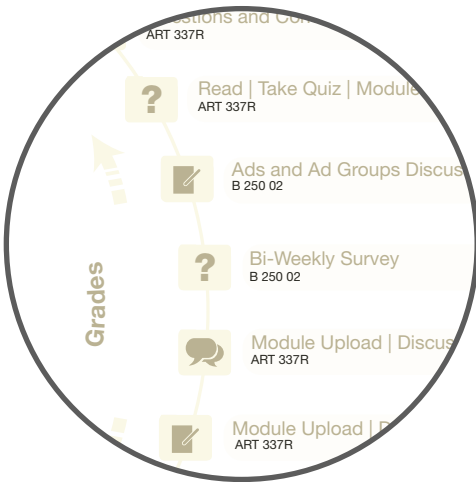 and
ART 337R
Read | Take Quiz | Module
ART 337R
Ads and Ad Groups Discus
B 250 02
Bi-Weekly Survey
B 250 02
Grades
Module Upload | Discus
ART 337R
Module Upload |
ART 337R